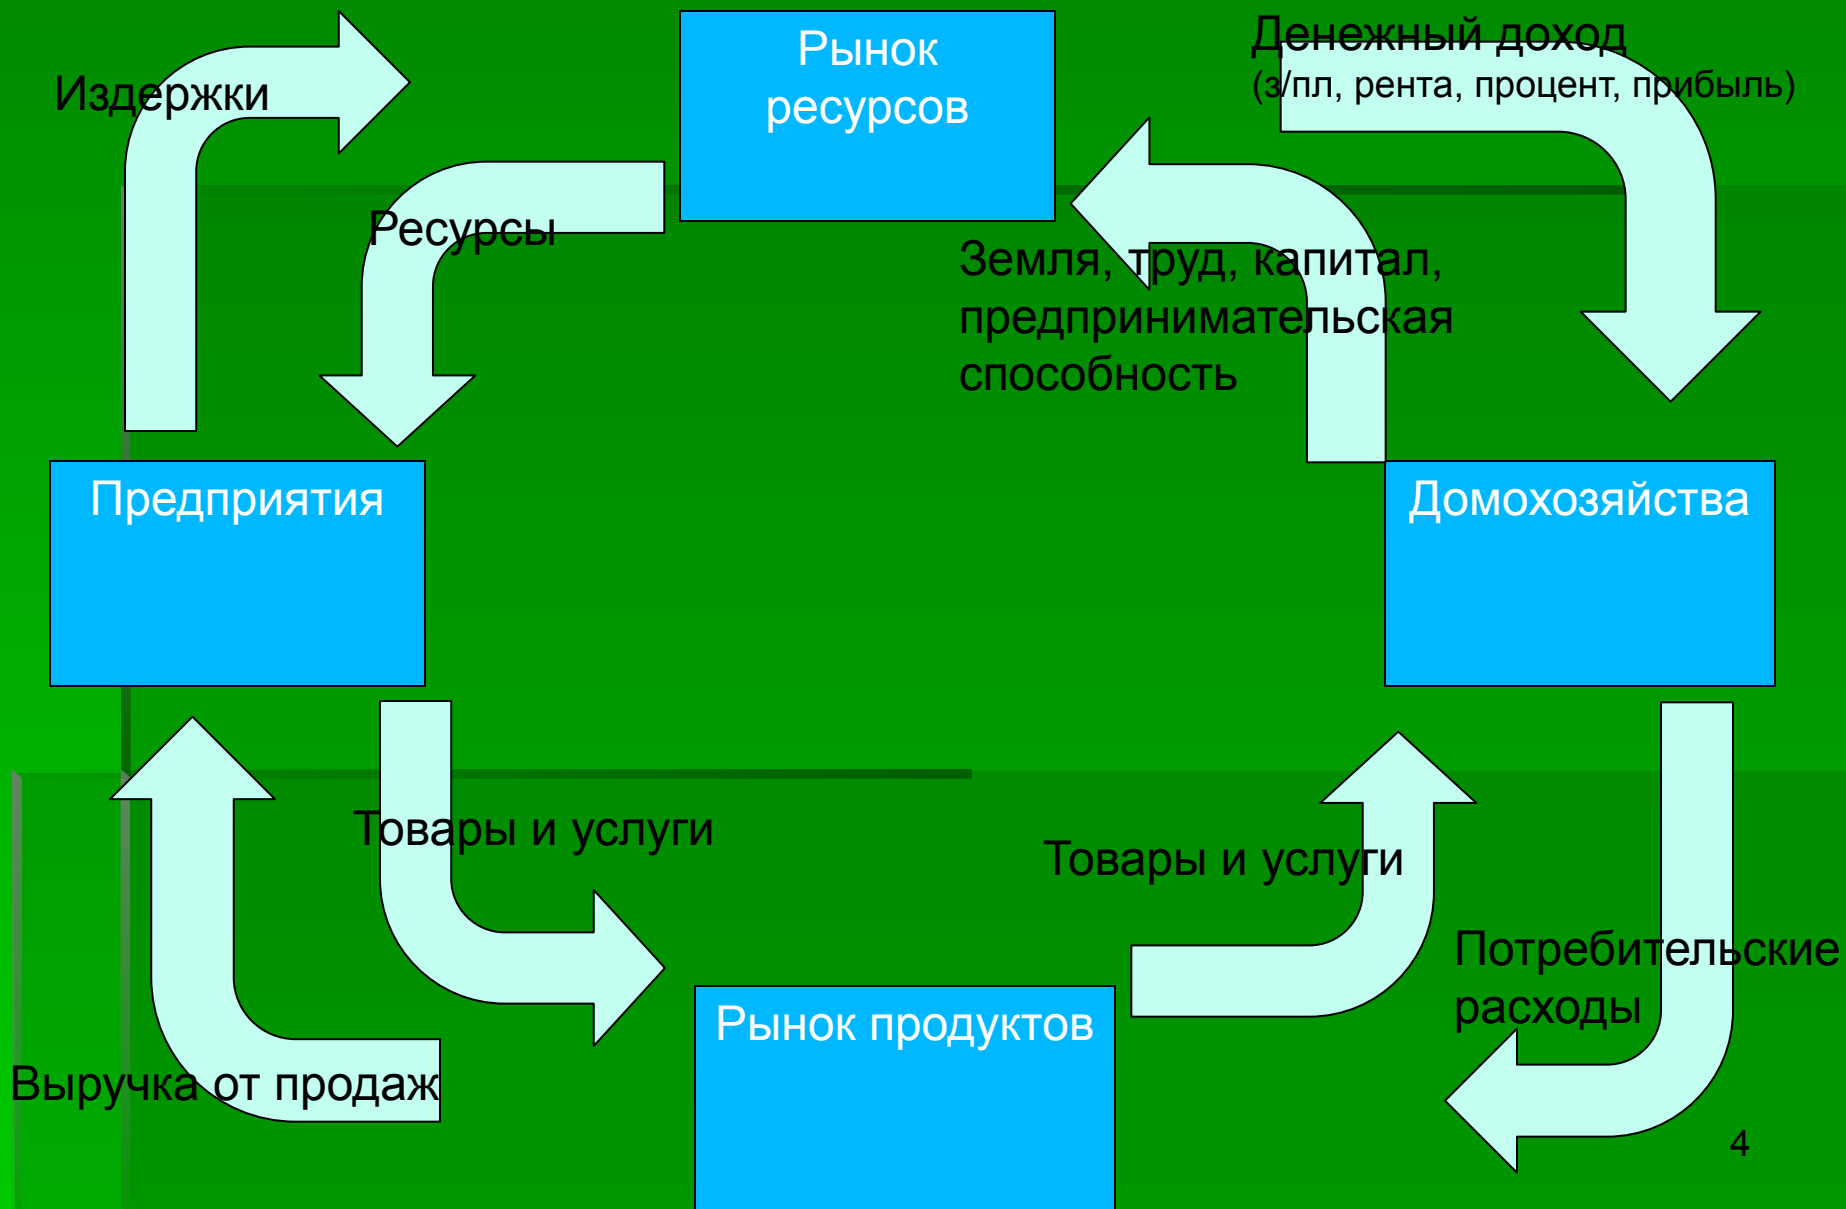 Рынок
ресурсов
Денежный доход
(з/пл, рента, процент, прибыль)
Издержки
Ресурсы
Земля, труд, капитал,
предпринимательская
способность
Предприятия
Домохозяйства
Товары и услуги
Товары и услуги
Потребительские
расходы
Рынок продуктов
Выручка от продаж
4